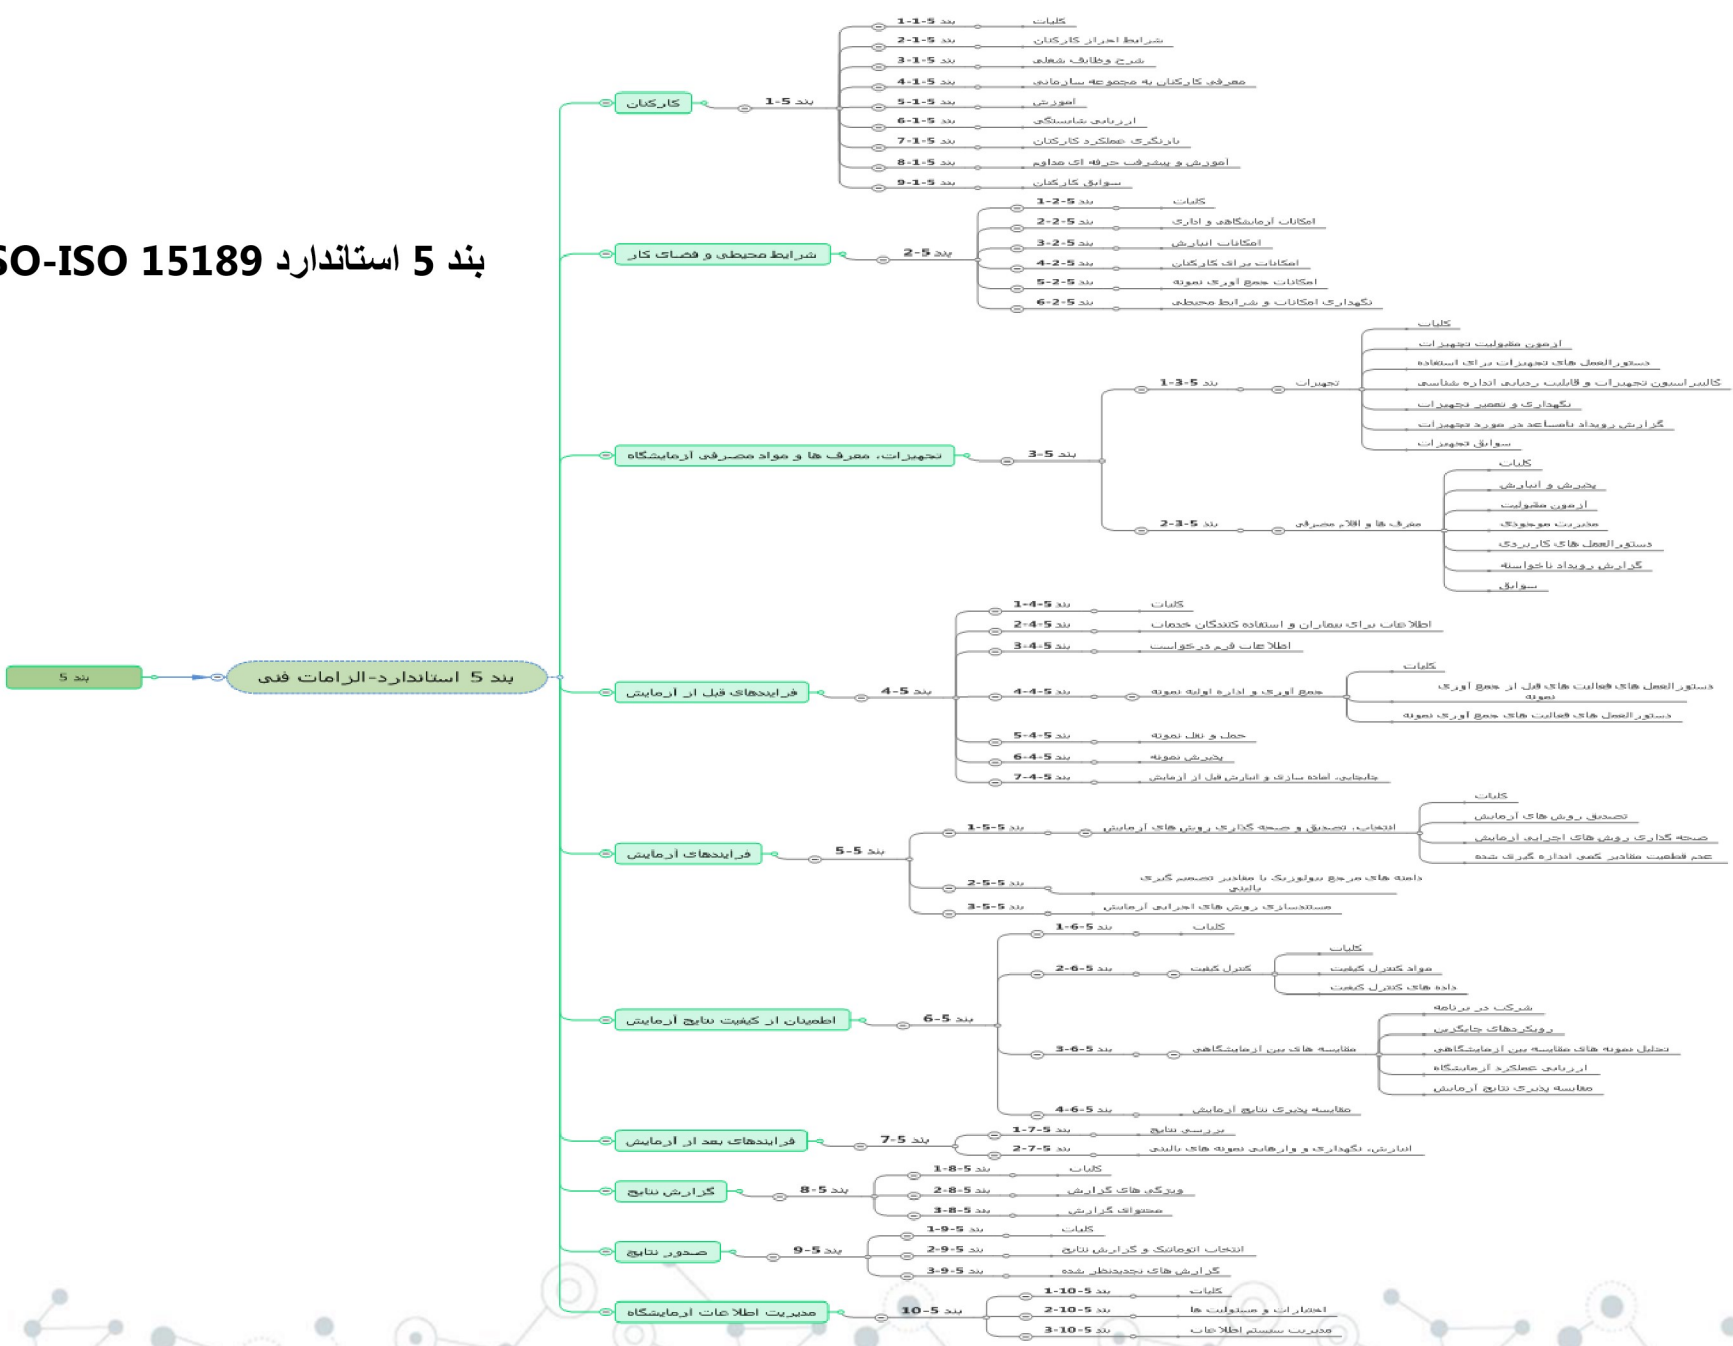 کلیات
بند 5-1-1
شرایط احراز کارکنان
بند 5-1-2
شرح وظایف شغلی
بند 5-1-3
معرفی کارکنان به مجموعه سازمانی
بند 5-1-4
کارکنان
بند 5-1
آموزش
بند 5-1-5
ارزیابی شایستگی
بند 5-1-6
بازنگری عملکرد کارکنان
بند 5-1-7
آموزش و پیشرفت حرفه ای مداوم
بند 5-1-8
سوابق کارکنان
بند 5-1-9
کلیات
بند 5-2-1
امکانات آزمایشگاهی و اداری
بند 5-2-2
امکانات انبارش
بند 5-2-3
بند 5 استاندارد SO-ISO 15189
شرایط محیطی و فضای کار
بند 5-2
امکانات برای کارکنان
بند 5-2-4
امکانات جمع آوری نمونه
بند 5-2-5
نگهداری امکانات و شرایط محیطی
بند 5-2-6
کلیات
آزمون مقبولیت تجهیزات
دستورالعمل های تجهیزات برای استفاده
بند 5-3-1
تجهیزات
کالیبراسیون تجهیزات و قابلیت ردیابی اندازه شناسی
نگهداری و تعمیر تجهیزات
گزارش رویداد نامساعد در مورد تجهیزات
سوابق تجهیزات
تجهیزات، معرف ها و مواد مصرفی آزمایشگاه
بند 5-3
کلیات
پذیرش و انبارش
آزمون مقبولیت
بند 5-3-2
معرف ها و اقلام مصرفی
مدیریت موجودی
دستورالعمل های کاربردی
گزارش رویداد ناخواسته
سوابق
کلیات
بند 5-4-1
اطلاعات برای بیماران و استفاده کنندگان خدمات
بند 5-4-2
اطلاعات فرم درخواست
بند 5-4-3
بند 5
بند 5 استاندارد-الزامات فنی
کلیات
فرایندهای قبل از آزمایش
بند 5-4
بند 5-4-4
جمع آوری و اداره اولیه نمونه
دستورالعمل های فعالیت های قبل از جمع آوری
نمونه
دستورالعمل های فعالیت های جمع آوری نمونه
بند 5-4-5
حمل و نقل نمونه
بند 5-4-6
پذیرش نمونه
بند 5-4-7
جابجایی، آماده سازی و انبارش قبل از آزمایش
کلیات
تصدیق روش های آزمایش
بند 5-5-1
انتخاب، تصدیق و صحه گذاری روش های آزمایش
صحه گذاری روش های اجرایی آزمایش
فرایندهای آزمایش
بند 5-5
عدم قطعیت مقادیر کمی اندازه گیری شده
بند 5-5-2
دامنه های مرجع بیولوژیک یا مقادیر تصمیم گیری
بالینی
بند 5-5-3
مستندسازی روش های اجرایی آزمایش
بند 5-6-1
کلیات
کلیات
بند 5-6-2
کنترل کیفیت
مواد کنترل کیفیت
داده های کنترل کیفیت
شرکت در برنامه
اطمینان از کیفیت نتایج آزمایش
بند 5-6
رویکردهای جایگزین
بند 5-6-3
مقایسه های بین آزمایشگاهی
تحلیل نمونه های مقایسه بین آزمایشگاهی
ارزیابی عملکرد آزمایشگاه
مقایسه پذیری نتایج آزمایش
بند 5-6-4
مقایسه پذیری نتایج آزمایش
فرایندهای بعد از آزمایش
بند 5-7
بند 5-7-1
بررسی نتایج
بند 5-7-2
انبارش، نگهداری و وارهایی نمونه های بالینی
کلیات
بند 5-8-1
گزارش نتایج
بند 5-8
ویژگی های گزارش
بند 5-8-2
محتوای گزارش
بند 5-8-3
کلیات
بند 5-9-1
صدور نتایج
بند 5-9
انتخاب اتوماتیک و گزارش نتایج
بند 5-9-2
گزارش های تجدیدنظر شده
بند 5-9-3
کلیات
بند 5-10-1
مدیریت اطلاعات آزمایشگاه
بند 5-10
اختیارات و مسئولیت ها
بند 5-10-2
مدیریت سیستم اطلاعات
بند 5-10-3